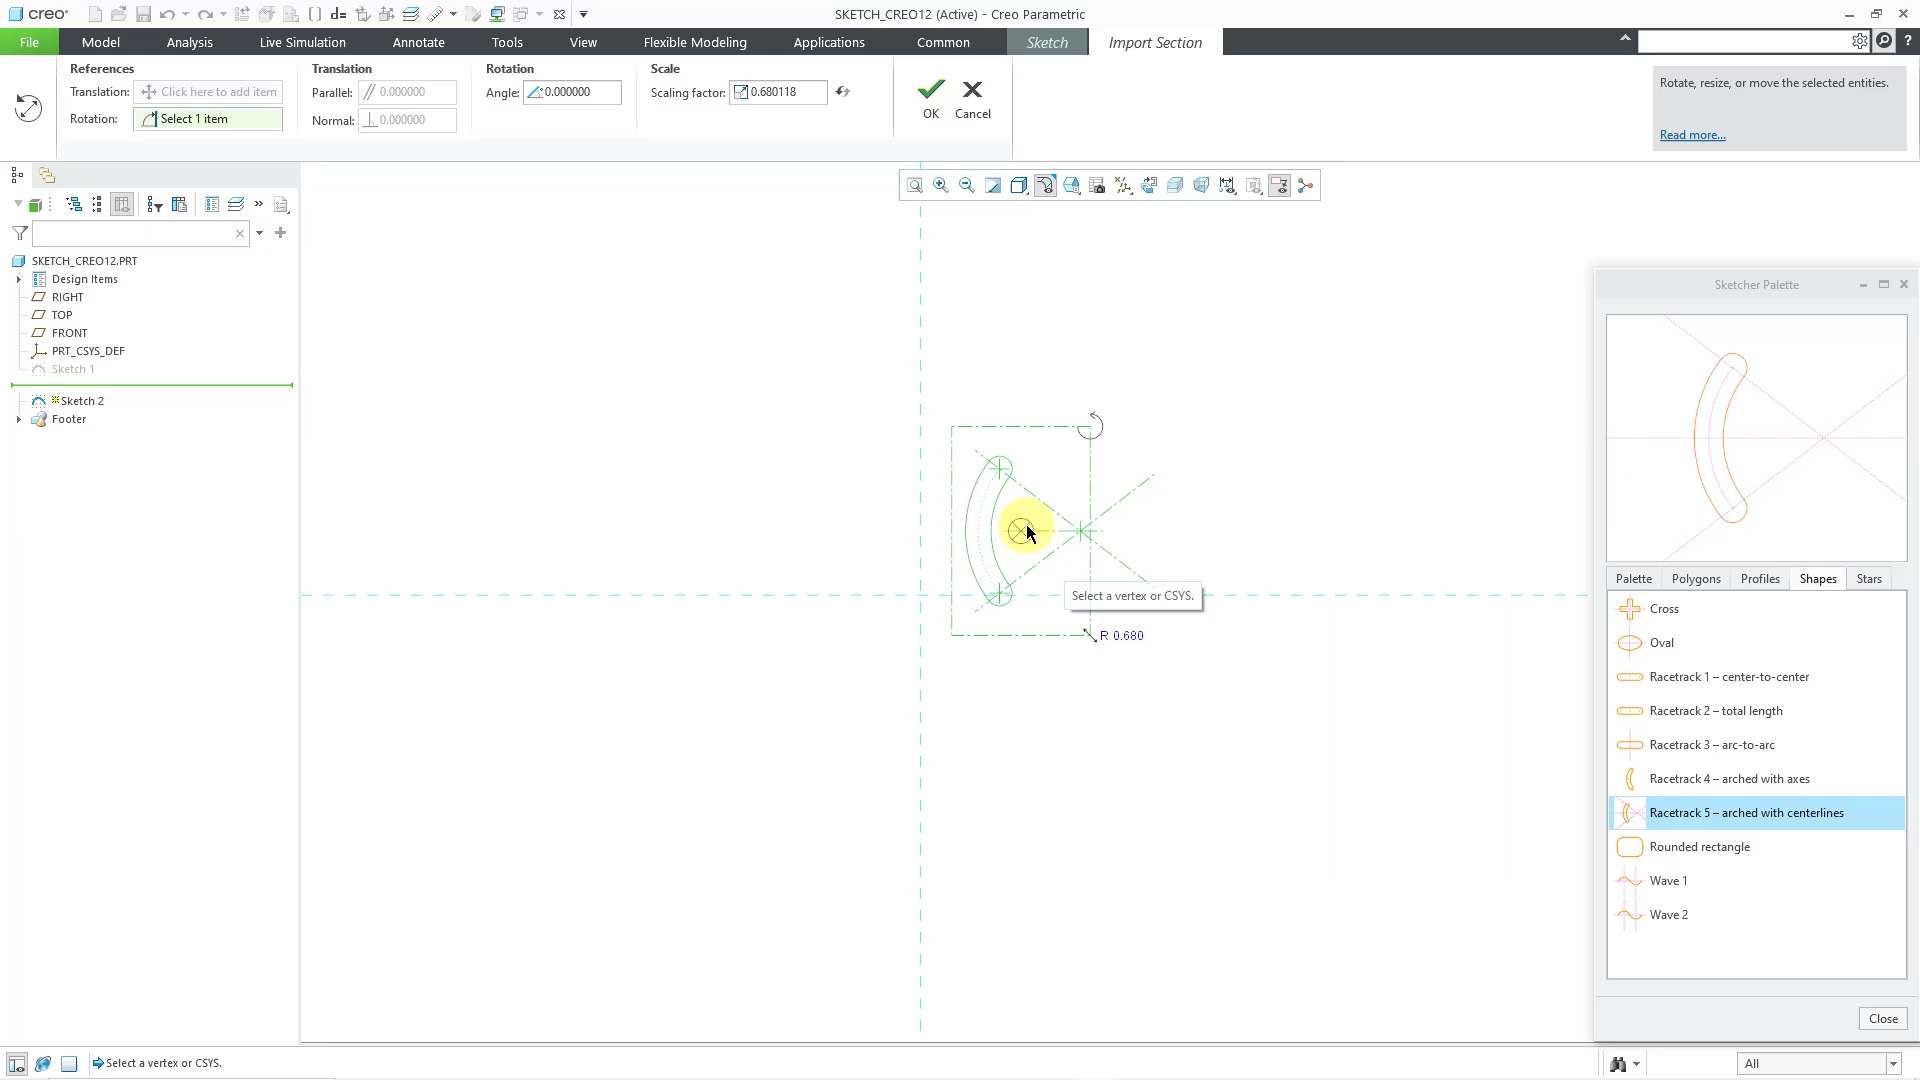 creo
SKETCH_CREO12 (Active) - Creo Parametric
File
Model
Analysis
Live Simulation
Annotate
Tools
View
Flexible Modeling
Applications
Common
Sketch
Import Section
References
Translation:
Click here to add item
Rotation:
Select 1 item
Translation
Parallel:
0.000000
Normal:
0.000000
Rotation
Angle:
0.000000
Scale
Scaling factor:
0.680118
OK
Cancel
Rotate, resize, or move the selected entities.
Read more...
SKETCH_CREO12.PRT
Design Items
RIGHT
TOP
FRONT
PRT_CSYS_DEF
Sketch 1
Sketch 2
Footer
Select a vertex or CSYS.
R 0.680
Sketcher Palette
Palette
Polygons
Profiles
Shapes
Stars
Cross
Oval
Racetrack 1 – center-to-center
Racetrack 2 – total length
Racetrack 3 – arc-to-arc
Racetrack 4 – arched with axes
Racetrack 5 – arched with centerlines
Rounded rectangle
Wave 1
Wave 2
Close
Select a vertex or CSYS.
All